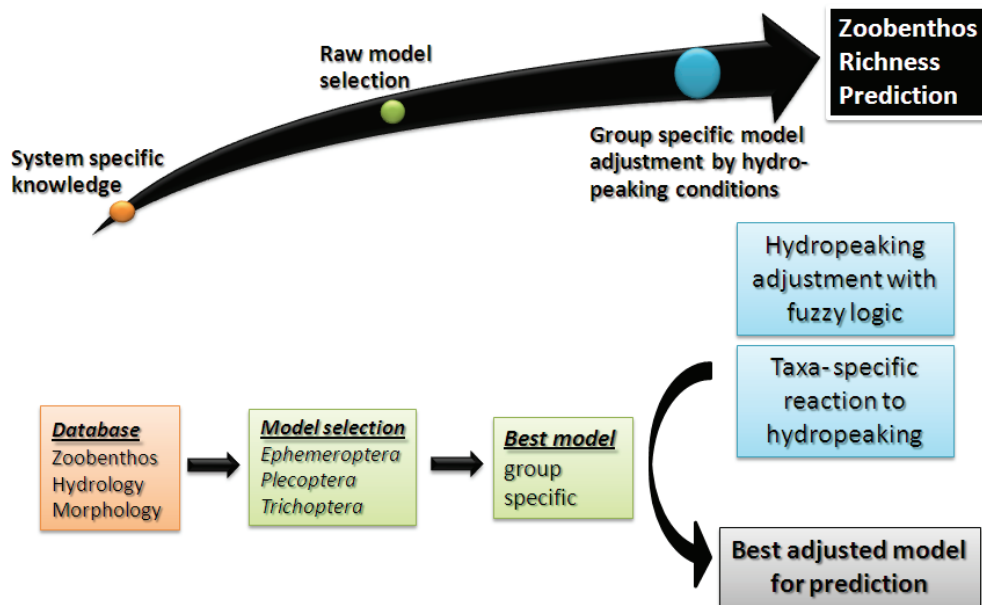 Zoobenthos
Richness
Prediction
Raw model
selection
Group specific model
adjustment by hydro-
peaking conditions
System specific
knowledge
Hydropeaking
adjustment with
fuzzy logic
Taxa- specific
reaction to
hydropeaking
Database
Zoobenthos
Hydrology
Morphology
Model selection
Ephemeroptera
Plecoptera
Trichoptera
Best model
group
specific
Best adjusted model
for prediction